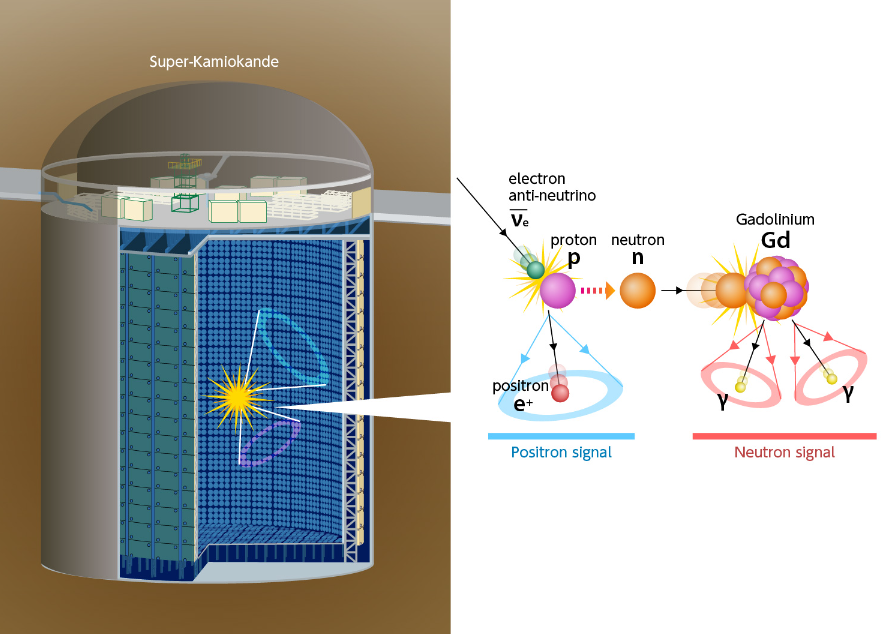 Super-Kamiokande
electron
anti-neutrino
ν̅e
proton
p
neutron
n
Gadolinium
Gd
positron
e+
γ
γ
Positron signal
Neutron signal